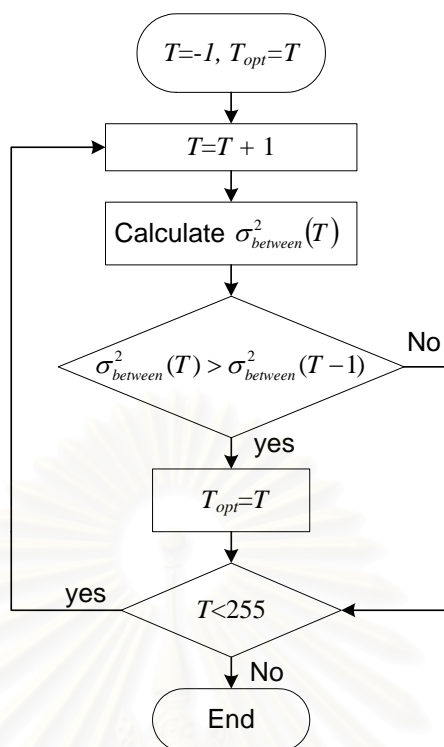 T=-1, T_opt=T
T=T + 1
Calculate σ²_between(T)
No
σ²_between(T) > σ²_between(T−1)
yes
T_opt=T
yes
T<255
No
End